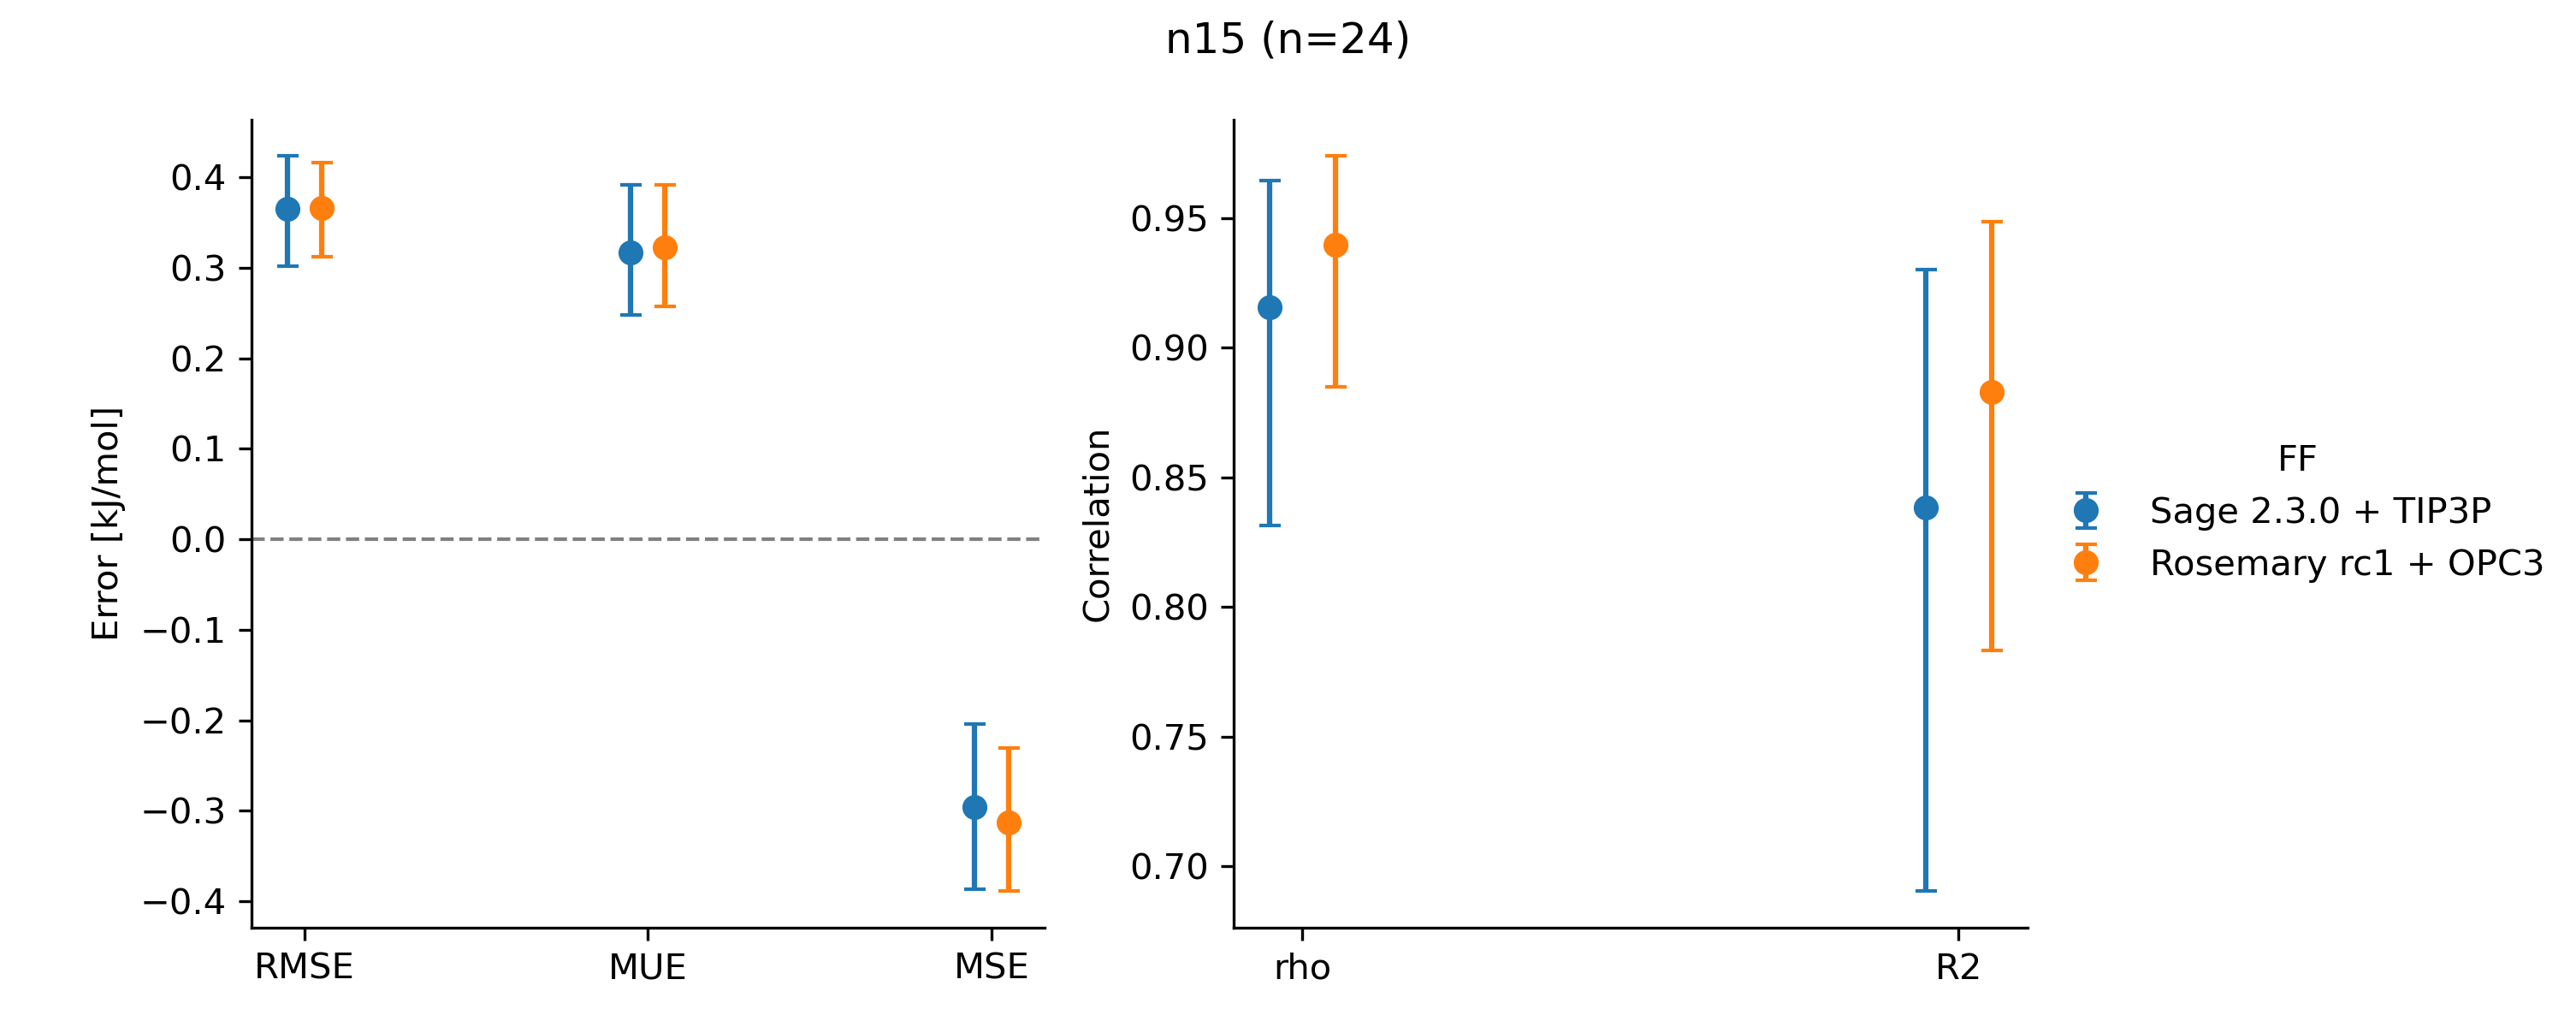 n15 (n=24)
Error [kJ/mol]
0.4
0.3
0.2
0.1
0.0
−0.1
−0.2
−0.3
−0.4
RMSE
MUE
MSE
Correlation
0.95
0.90
0.85
0.80
0.75
0.70
rho
R2
FF
Sage 2.3.0 + TIP3P
Rosemary rc1 + OPC3